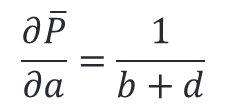 ∂P̄/∂a = 1/(b + d)